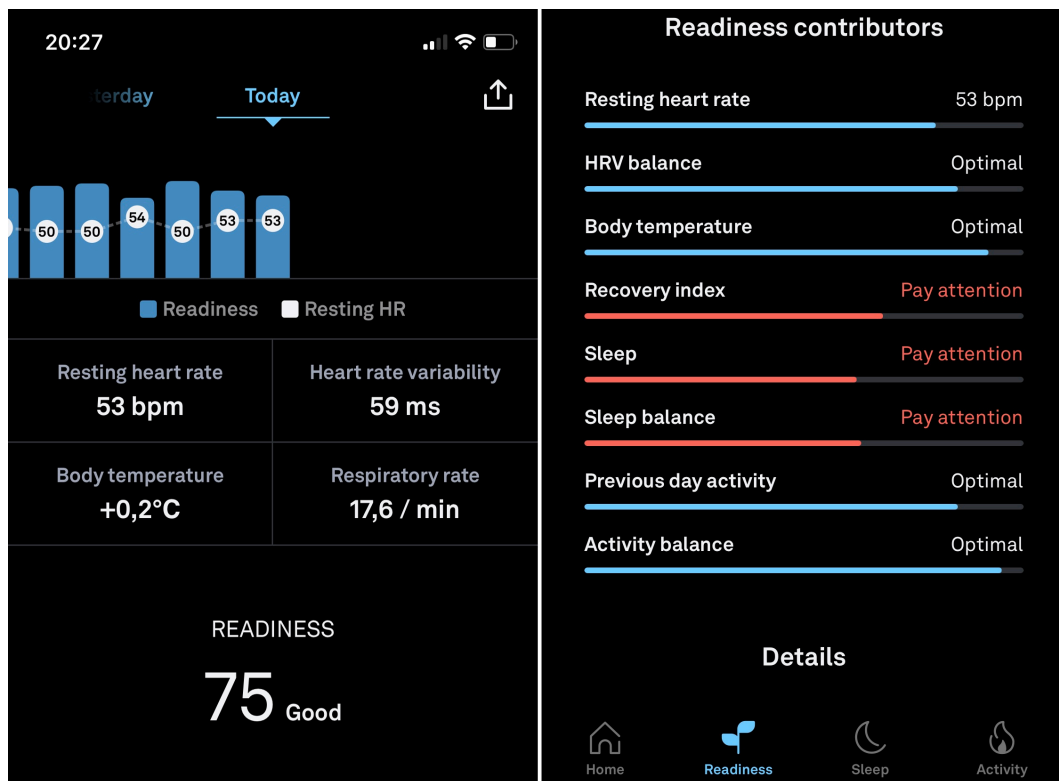 20:27
terday Today
50 50 54 50 53 53
Readiness Resting HR
Resting heart rate Heart rate variability
53 bpm 59 ms
Body temperature Respiratory rate
+0,2°C 17,6 / min
READINESS
75 Good
Readiness contributors
Resting heart rate 53 bpm
HRV balance Optimal
Body temperature Optimal
Recovery index Pay attention
Sleep Pay attention
Sleep balance Pay attention
Previous day activity Optimal
Activity balance Optimal
Details
Home Readiness Sleep Activity